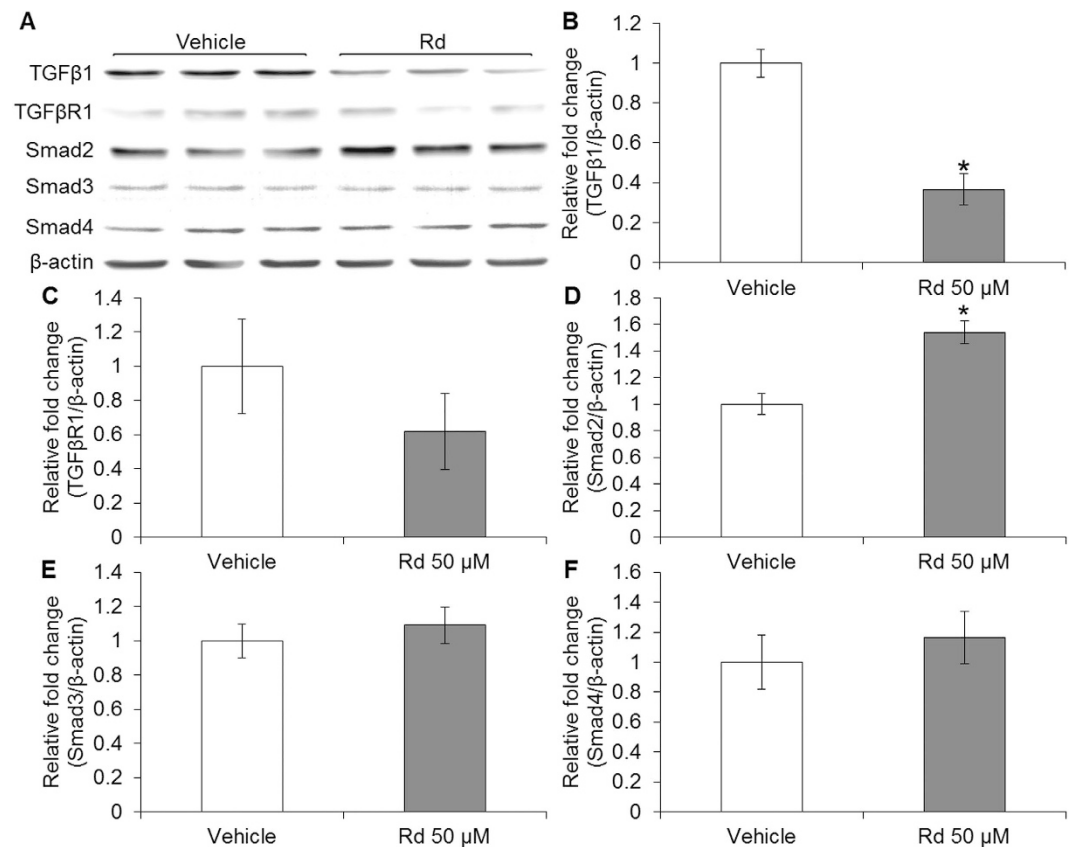 A
Vehicle Rd
TGFβ1
TGFβR1
Smad2
Smad3
Smad4
β-actin
B
Relative fold change
(TGFβ1/β-actin)
1.2
1
0.8
0.6
0.4
0.2
0
*
Vehicle Rd 50 µM
C
Relative fold change
(TGFβR1/β-actin)
1.4
1.2
1
0.8
0.6
0.4
0.2
0
Vehicle Rd 50 µM
D
Relative fold change
(Smad2/β-actin)
1.8
1.6
1.4
1.2
1
0.8
0.6
0.4
0.2
0
*
Vehicle Rd 50 µM
E
Relative fold change
(Smad3/β-actin)
1.4
1.2
1
0.8
0.6
0.4
0.2
0
Vehicle Rd 50 µM
F
Relative fold change
(Smad4/β-actin)
1.6
1.4
1.2
1
0.8
0.6
0.4
0.2
0
Vehicle Rd 50 µM